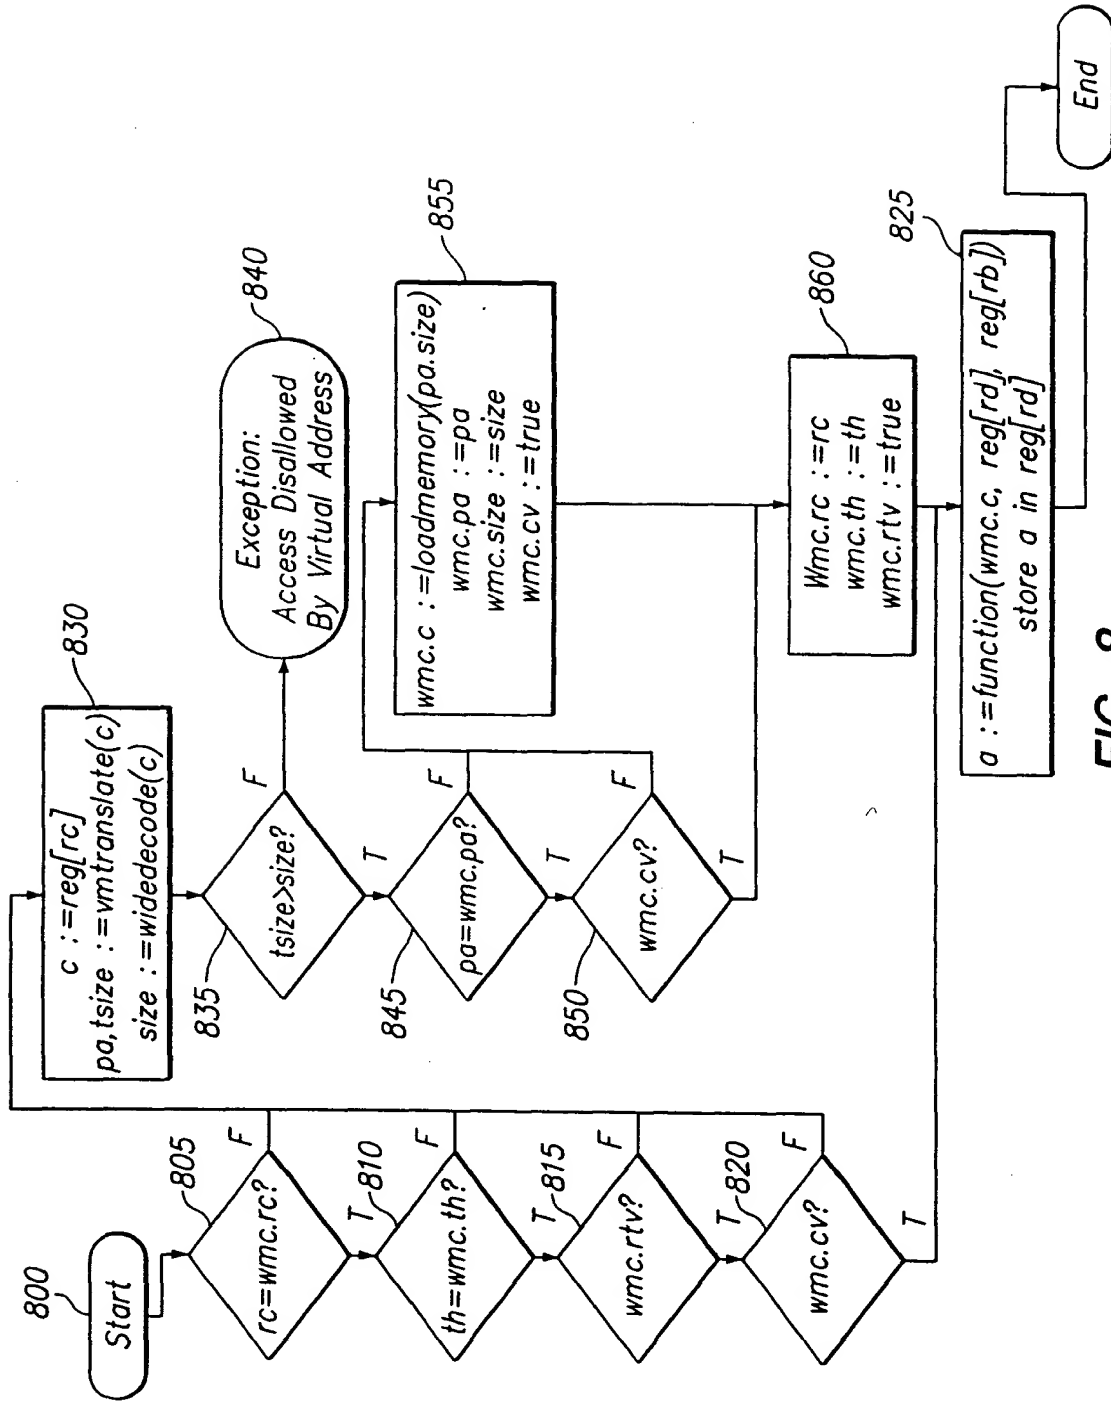 800
Start
805
rc=wmc.rc?
F
T
810
th=wmc.th?
F
T
815
wmc.rtv?
F
T
820
wmc.cv?
F
T
830
c :=reg[rc]
pa,tsize :=vmtranslate(c)
size :=widedecode(c)
835
tsize>size?
F
T
840
Exception:
Access Disallowed
By Virtual Address
845
pa=wmc.pa?
F
T
850
wmc.cv?
F
T
855
wmc.c :=loadmemory(pa.size)
wmc.pa :=pa
wmc.size :=size
wmc.cv :=true
860
Wmc.rc :=rc
wmc.th :=th
wmc.rtv :=true
825
a :=function(wmc.c, reg[rd], reg[rb])
store a in reg[rd]
End
FIG. 8